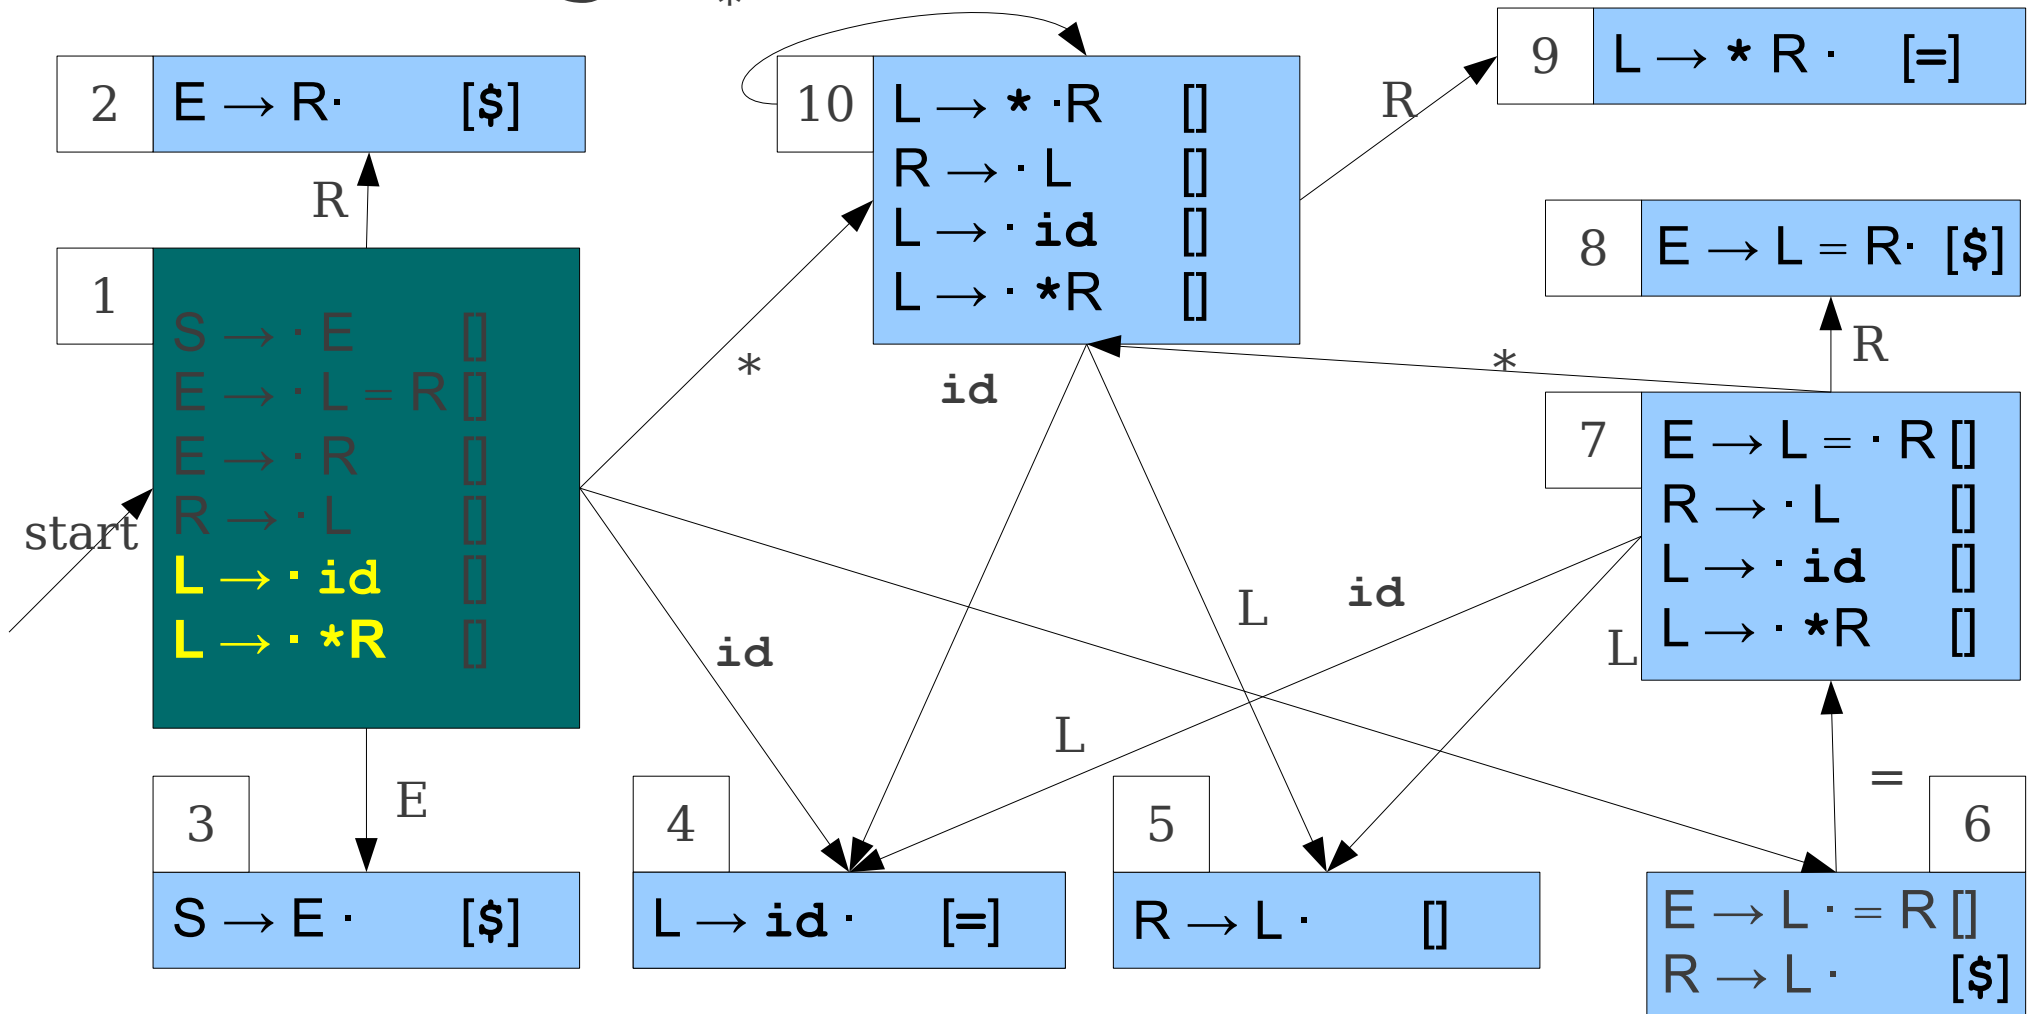 *
2
E → R· [$]
10
L → * ·R []
R → · L []
L → · id []
L → · *R []
9
L → * R · [=]
R
R
1
S → · E []
E → · L = R []
E → · R []
R → · L []
L → · id []
L → · *R []
start
*
id
*
8
E → L = R· [$]
R
7
E → L = · R []
R → · L []
L → · id []
L → · *R []
id
L
id
L
L
E
=
3
S → E · [$]
4
L → id · [=]
5
R → L · []
6
E → L · = R []
R → L · [$]